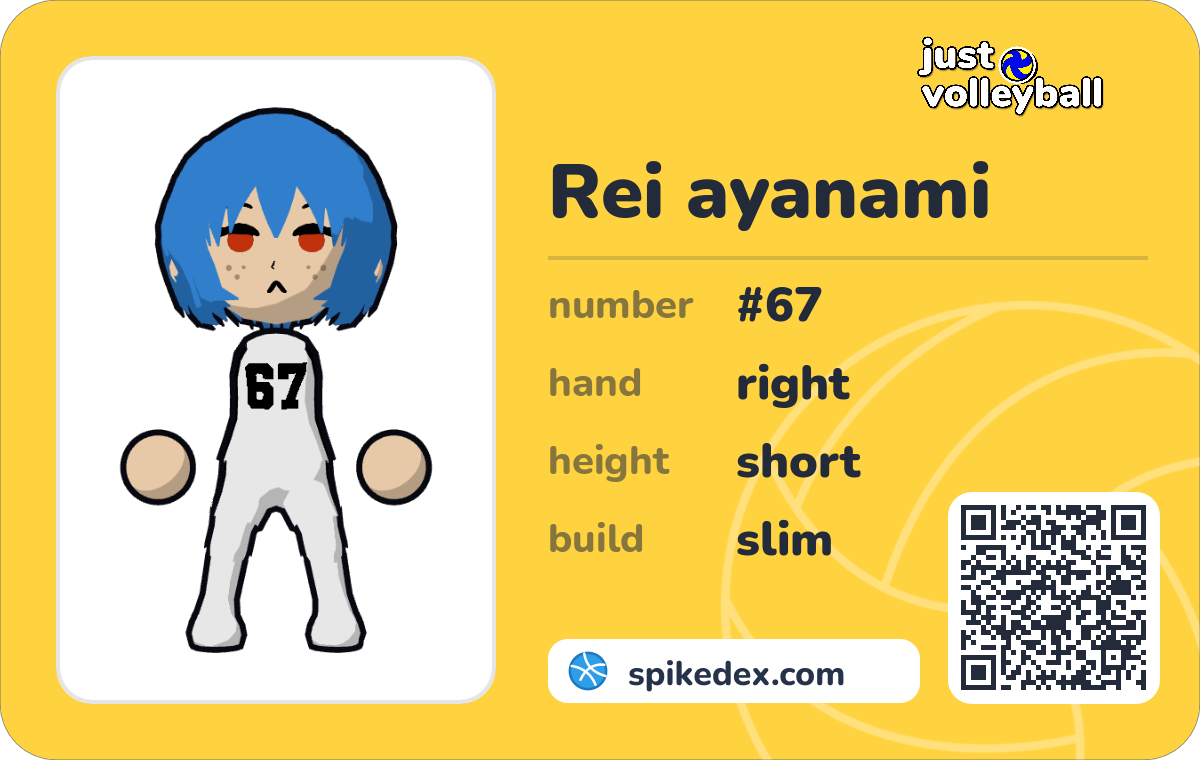 just
volleyball
Rei ayanami
number #67
hand right
height short
build slim
67
spikedex.com